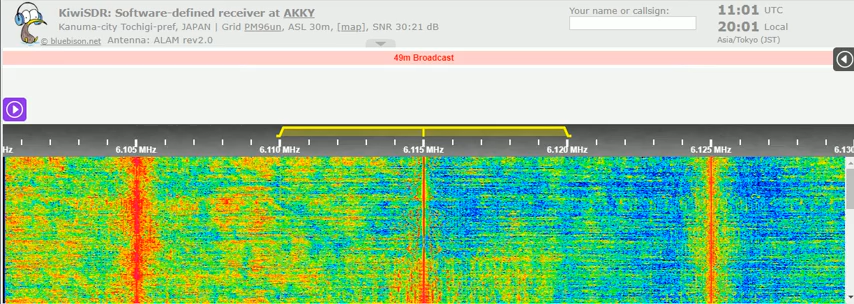 KiwiSDR: Software-defined receiver at AKKY
Kanuma-city Tochigi-pref, JAPAN | Grid PM96un, ASL 30m, [map], SNR 30:21 dB
© bluebison.net Antenna: ALAM rev2.0
Your name or callsign:
11:01 UTC
20:01 Local
Asia/Tokyo (JST)
49m Broadcast
Hz 6.105 MHz 6.110 MHz 6.115 MHz 6.120 MHz 6.125 MHz 6.130